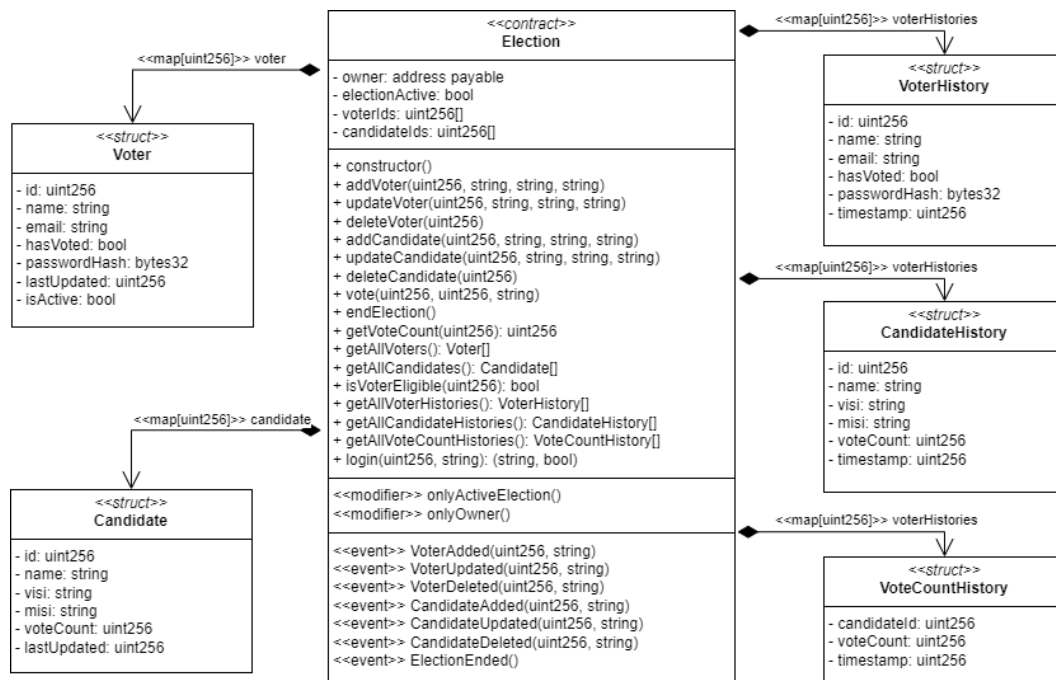 <<map[uint256]>> voter
<<struct>>
Voter
- id: uint256
- name: string
- email: string
- hasVoted: bool
- passwordHash: bytes32
- lastUpdated: uint256
- isActive: bool
<<map[uint256]>> candidate
<<struct>>
Candidate
- id: uint256
- name: string
- visi: string
- misi: string
- voteCount: uint256
- lastUpdated: uint256
<<contract>>
Election
- owner: address payable
- electionActive: bool
- voterIds: uint256[]
- candidateIds: uint256[]
+ constructor()
+ addVoter(uint256, string, string, string)
+ updateVoter(uint256, string, string, string)
+ deleteVoter(uint256)
+ addCandidate(uint256, string, string, string)
+ updateCandidate(uint256, string, string, string)
+ deleteCandidate(uint256)
+ vote(uint256, uint256, string)
+ endElection()
+ getVoteCount(uint256): uint256
+ getAllVoters(): Voter[]
+ getAllCandidates(): Candidate[]
+ isVoterEligible(uint256): bool
+ getAllVoterHistories(): VoterHistory[]
+ getAllCandidateHistories(): CandidateHistory[]
+ getAllVoteCountHistories(): VoteCountHistory[]
+ login(uint256, string): (string, bool)
<<modifier>> onlyActiveElection()
<<modifier>> onlyOwner()
<<event>> VoterAdded(uint256, string)
<<event>> VoterUpdated(uint256, string)
<<event>> VoterDeleted(uint256, string)
<<event>> CandidateAdded(uint256, string)
<<event>> CandidateUpdated(uint256, string)
<<event>> CandidateDeleted(uint256, string)
<<event>> ElectionEnded()
<<map[uint256]>> voterHistories
<<struct>>
VoterHistory
- id: uint256
- name: string
- email: string
- hasVoted: bool
- passwordHash: bytes32
- timestamp: uint256
<<map[uint256]>> voterHistories
<<struct>>
CandidateHistory
- id: uint256
- name: string
- visi: string
- misi: string
- voteCount: uint256
- timestamp: uint256
<<map[uint256]>> voterHistories
<<struct>>
VoteCountHistory
- candidateId: uint256
- voteCount: uint256
- timestamp: uint256